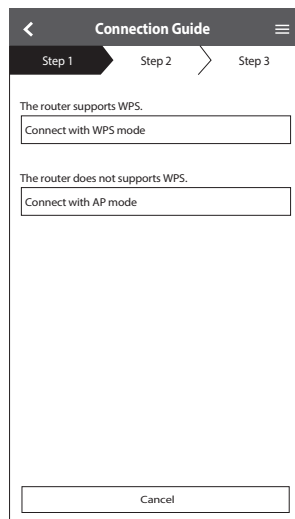 Connection Guide
Step 1 Step 2 Step 3
The router supports WPS.
Connect with WPS mode
The router does not supports WPS.
Connect with AP mode
Cancel